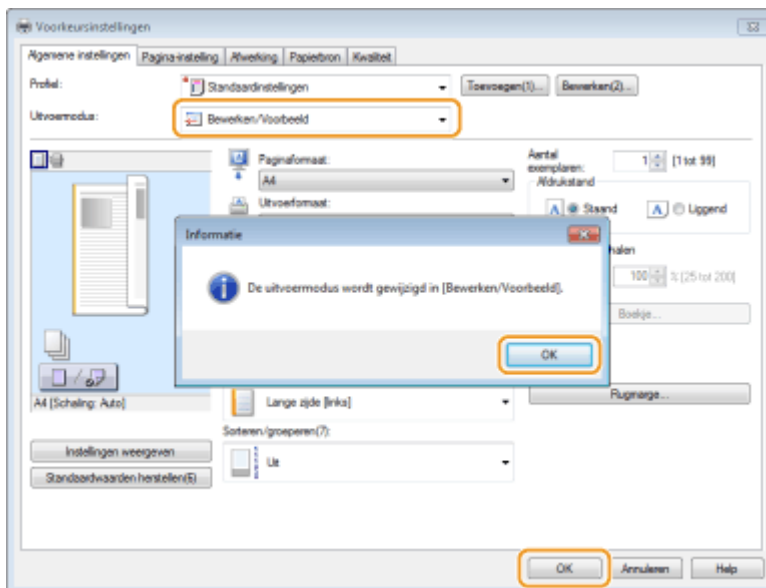 Voorkeursinstellingen
Algemene instellingen Pagina-instelling Afwerking Papierbron Kwaliteit
Profiel: Standaardinstellingen Toevoegen(1)... Bewerken(2)...
Uitvoermodus: Bewerken/Voorbeeld
Paginaformaat:
A4
Uitvoerformaat:
Aantal exemplaren: 1 [1 tot 99]
Afdrukstand
A Staand A Liggend
Informatie
De uitvoermodus wordt gewijzigd in [Bewerken/Voorbeeld].
OK
halen
100 % [25 tot 200]
Boekje...
A4 [Schaling: Auto]
Lange zijde [links]
Rugmarge...
Sorteren/groeperen(7):
Uit
Instellingen weergeven
Standaardwaarden herstellen(6)
OK Annuleren Help